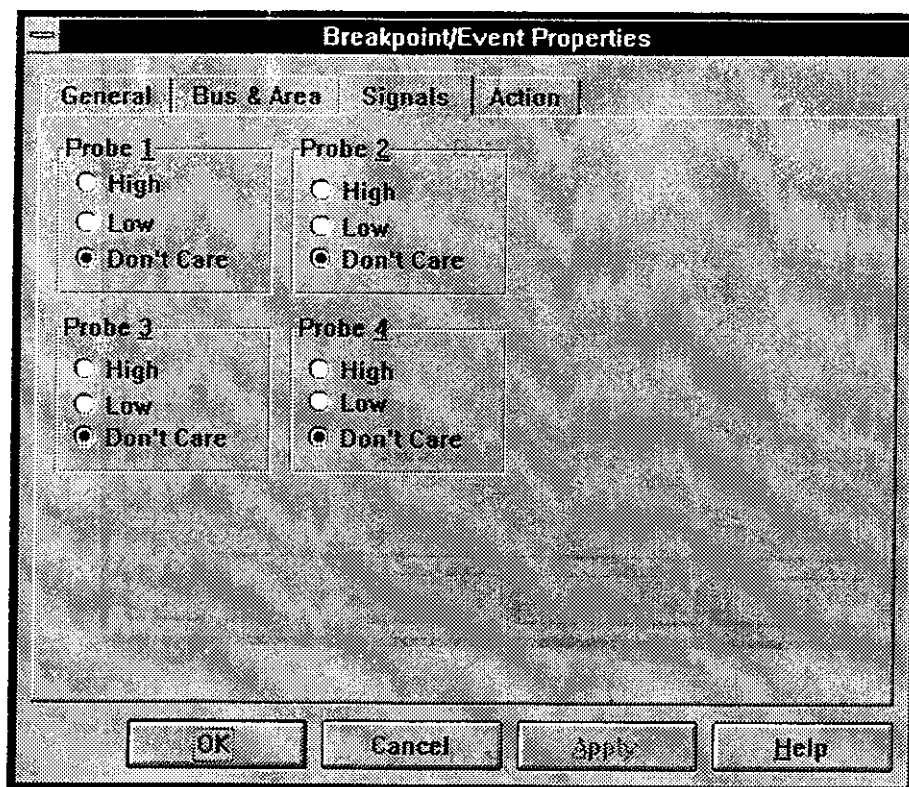 Breakpoint/Event Properties
General Bus & Area Signals Action
Probe 1 Probe 2
High High
Low Low
Don't Care Don't Care
Probe 3 Probe 4
High High
Low Low
Don't Care Don't Care
OK Cancel Apply Help